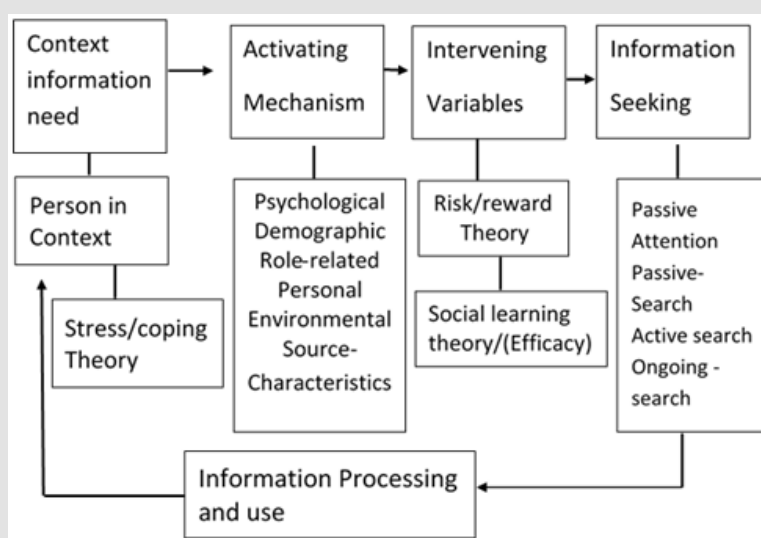 Context
information
need
Activating
Mechanism
Intervening
Variables
Information
Seeking
Person in
Context
Stress/coping
Theory
Psychological
Demographic
Role-related
Personal
Environmental
Source-
Characteristics
Risk/reward
Theory
Social learning
theory/(Efficacy)
Passive
Attention
Passive-
Search
Active search
Ongoing -
search
Information Processing
and use